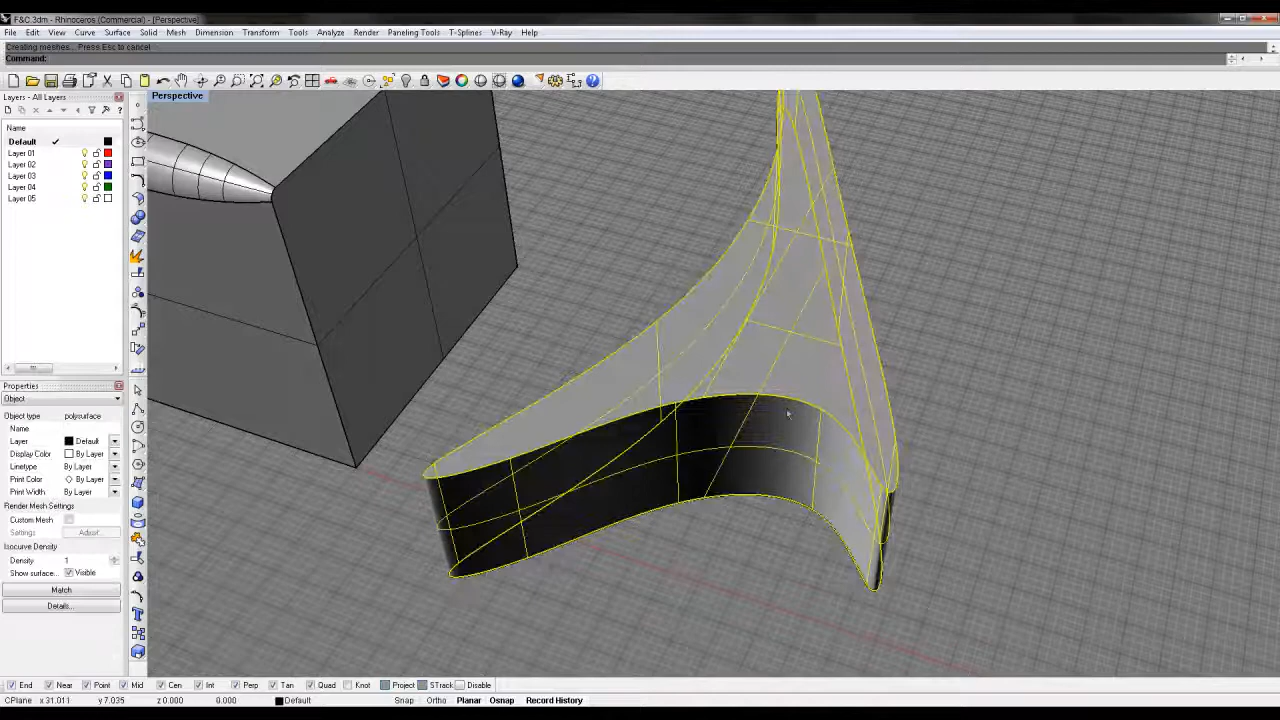 F&C.3dm - Rhinoceros (Commercial) - [Perspective]
File Edit View Curve Surface Solid Mesh Dimension Transform Tools Analyze Render Paneling Tools T-Splines V-Ray Help
Creating meshes... Press Esc to cancel
Command:
Layers - All Layers
Perspective
Name
Default
Layer 01
Layer 02
Layer 03
Layer 04
Layer 05
Properties
Object
Object type polysurface
Name
Layer Default
Display Color By Layer
Linetype By Layer
Print Color By Layer
Print Width By Layer
Render Mesh Settings
Custom Mesh
Settings Adjust...
Isocurve Density
Density 1
Show surface... Visible
Match
Details...
End Near Point Mid Cen Int Perp Tan Quad Knot Project STrack Disable
CPlane x 31.011 y 7.035 z 0.000 0.000 Default Snap Ortho Planar Osnap Record History